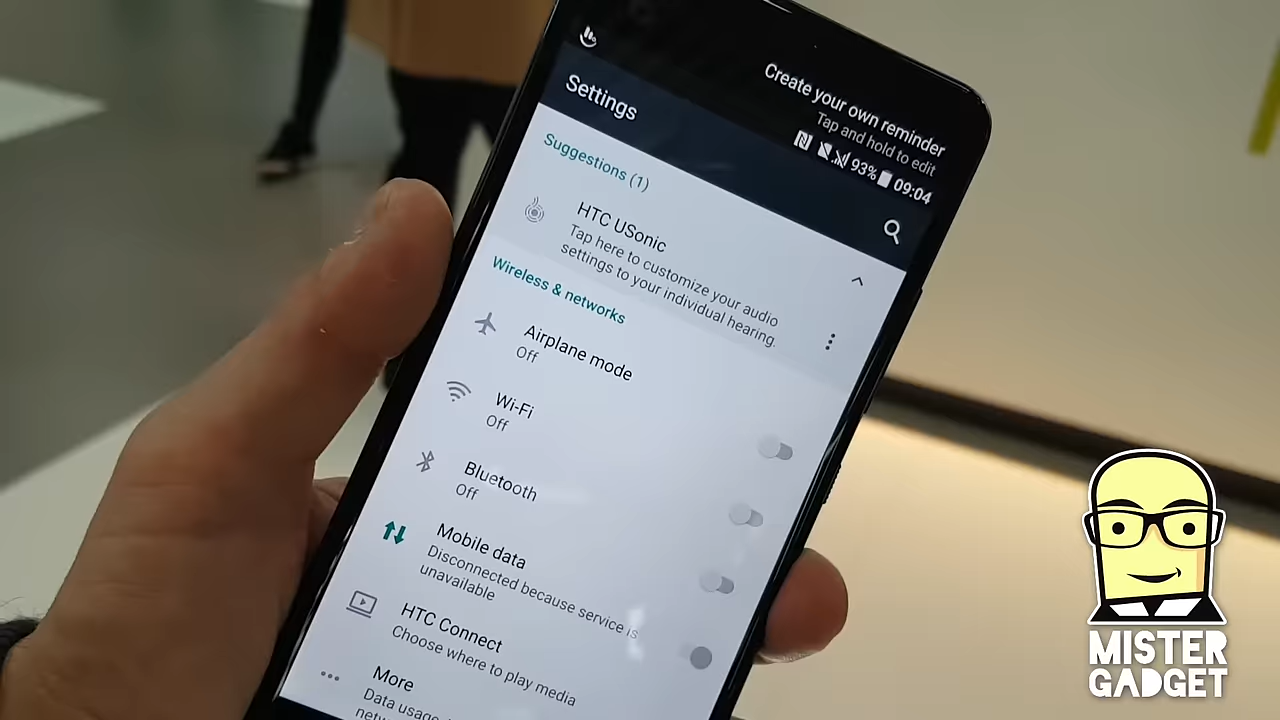 Create your own reminder
Tap and hold to edit
93% 09:04
Settings
Suggestions (1)
HTC USonic
Tap here to customize your audio
settings to your individual hearing.
Wireless & networks
Airplane mode
Off
Wi-Fi
Off
Bluetooth
Off
Mobile data
Disconnected because service is
unavailable
HTC Connect
Choose where to play media
More
Data usage
MISTER
GADGET